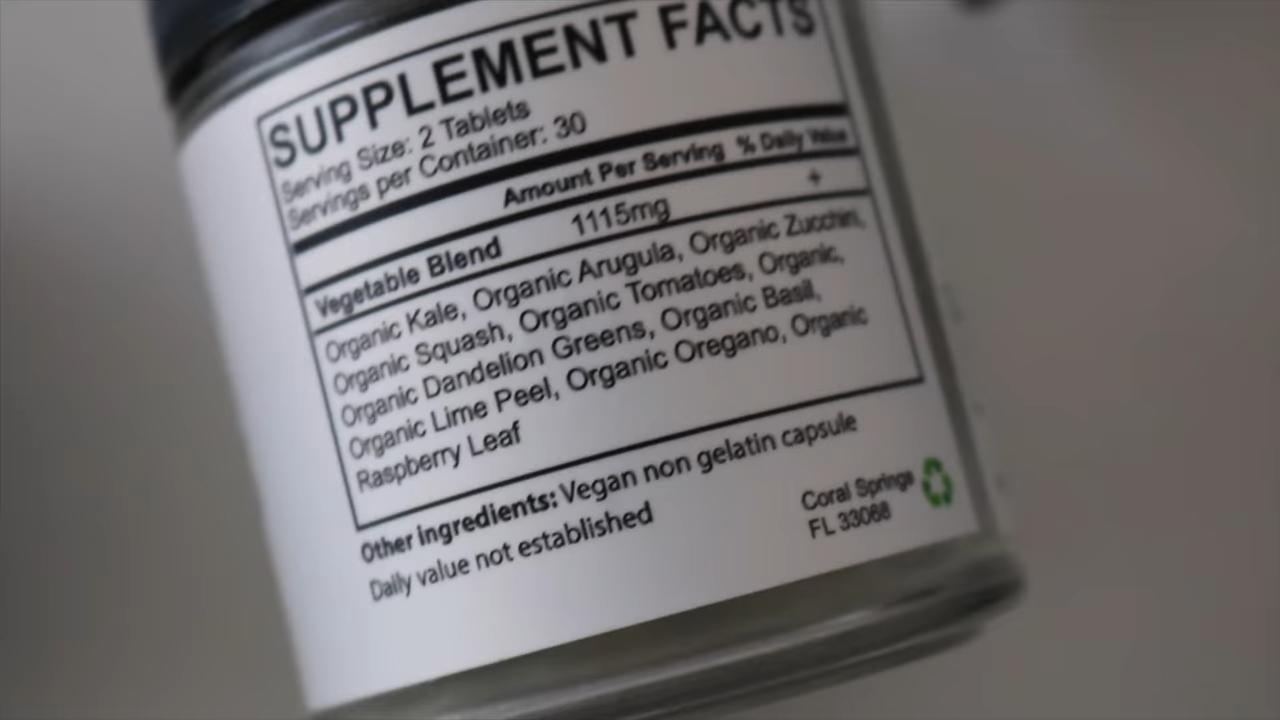 SUPPLEMENT FACTS
Serving Size: 2 Tablets
Servings per Container: 30
Amount Per Serving % Daily Value
Vegetable Blend 1115mg +
Organic Kale, Organic Arugula, Organic Zucchini,
Organic Squash, Organic Tomatoes, Organic,
Organic Dandelion Greens, Organic Basil,
Organic Lime Peel, Organic Oregano, Organic
Raspberry Leaf
Other ingredients: Vegan non gelatin capsule
Daily value not established
Coral Springs
FL 33068